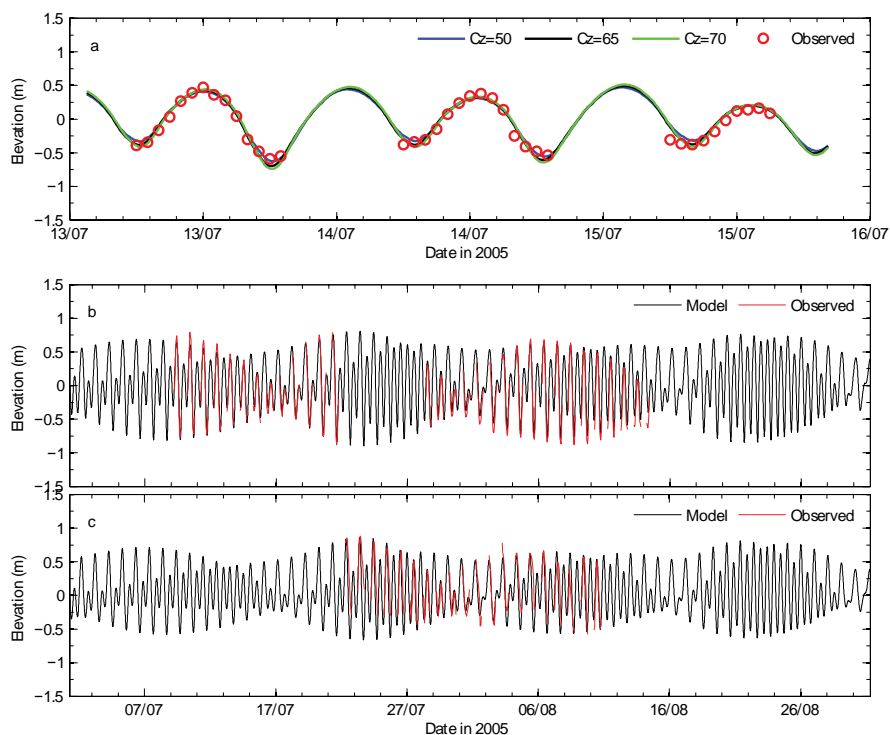 a
Cz=50 Cz=65 Cz=70 Observed
1.5
1
0.5
0
−0.5
−1
−1.5
Bevation (m)
13/07 13/07 14/07 14/07 15/07 15/07 16/07
Date in 2005
b
Model Observed
1.5
1
0.5
0
−0.5
−1
−1.5
Bevation (m)
c
Model Observed
1.5
1
0.5
0
−0.5
−1
−1.5
Bevation (m)
07/07 17/07 27/07 06/08 16/08 26/08
Date in 2005